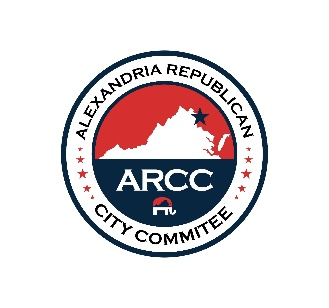 ALEXANDRIA REPUBLICAN
ARCC
CITY COMMITEE